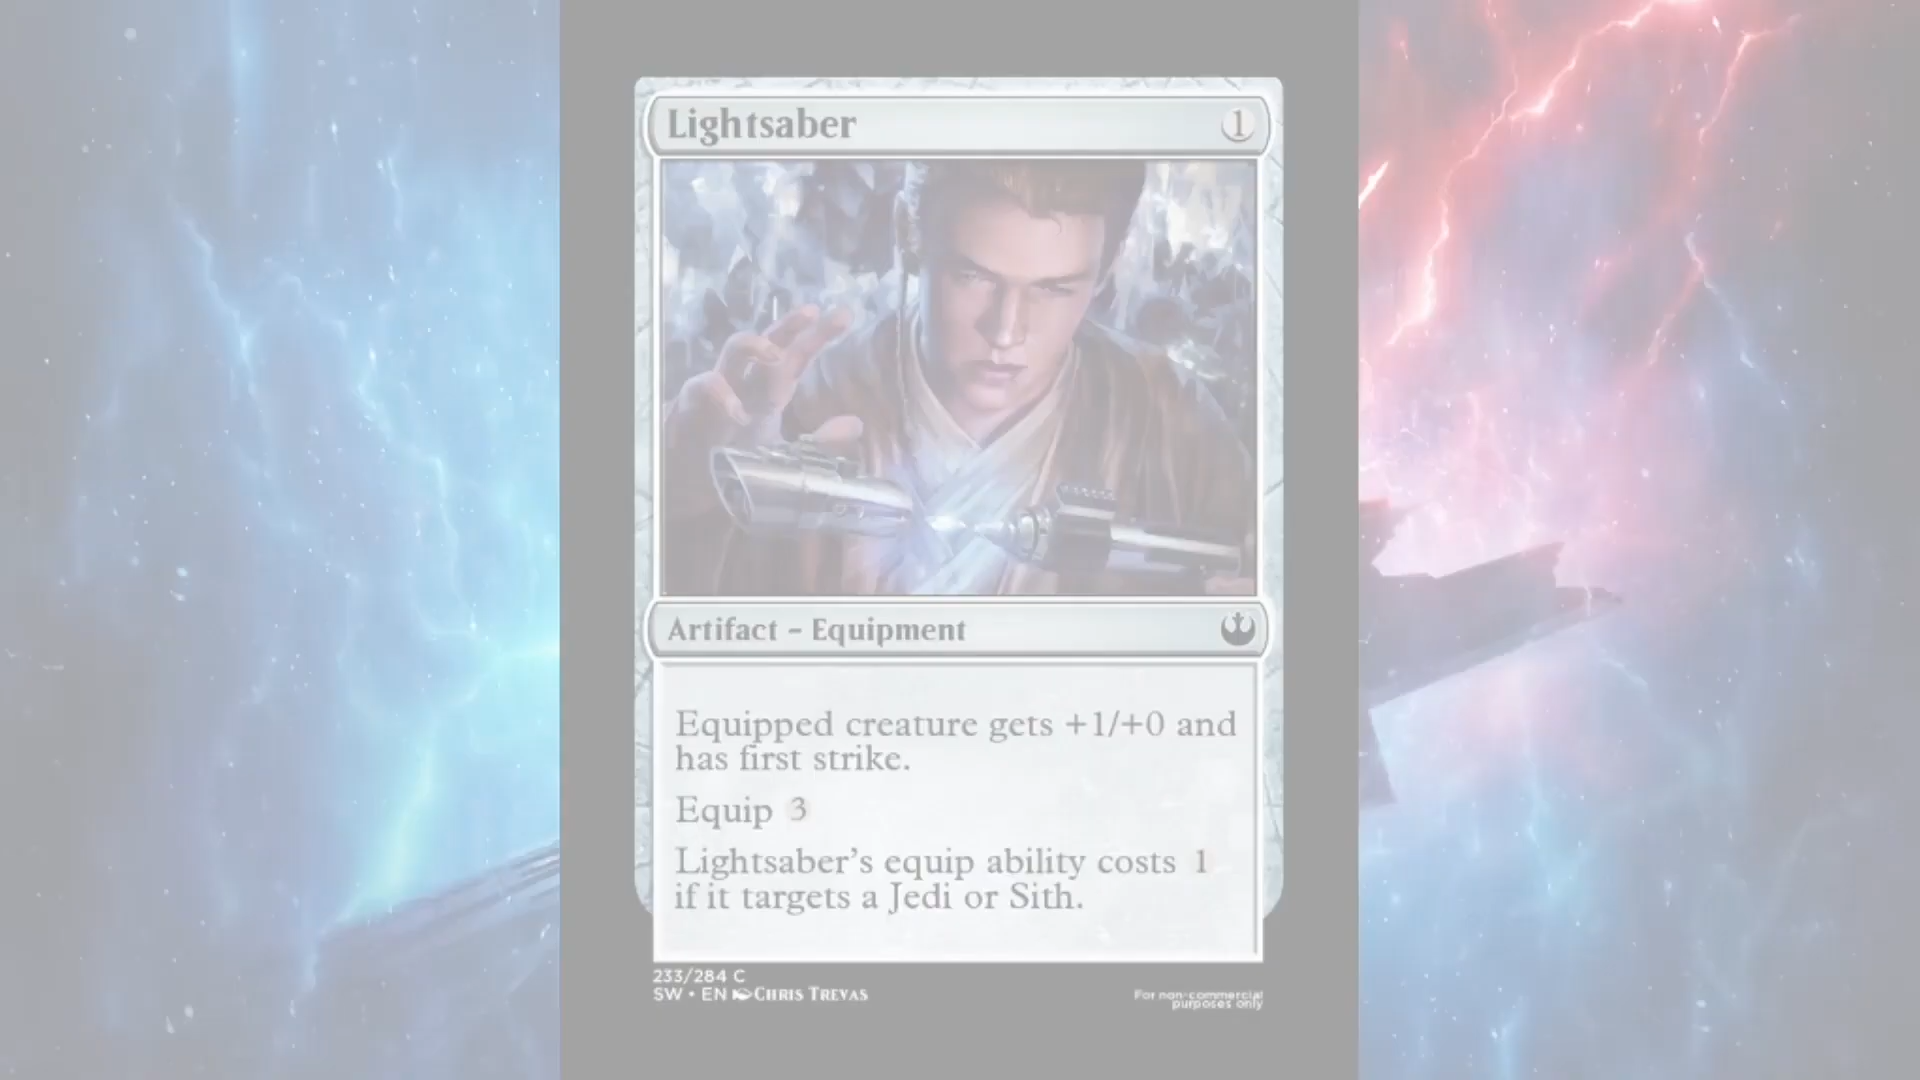 Lightsaber 1
Artifact – Equipment
Equipped creature gets +1/+0 and
has first strike.
Equip 3
Lightsaber’s equip ability costs 1
if it targets a Jedi or Sith.
233/284 C
SW • EN CHRIS TREVAS
For non-commercial
purposes only